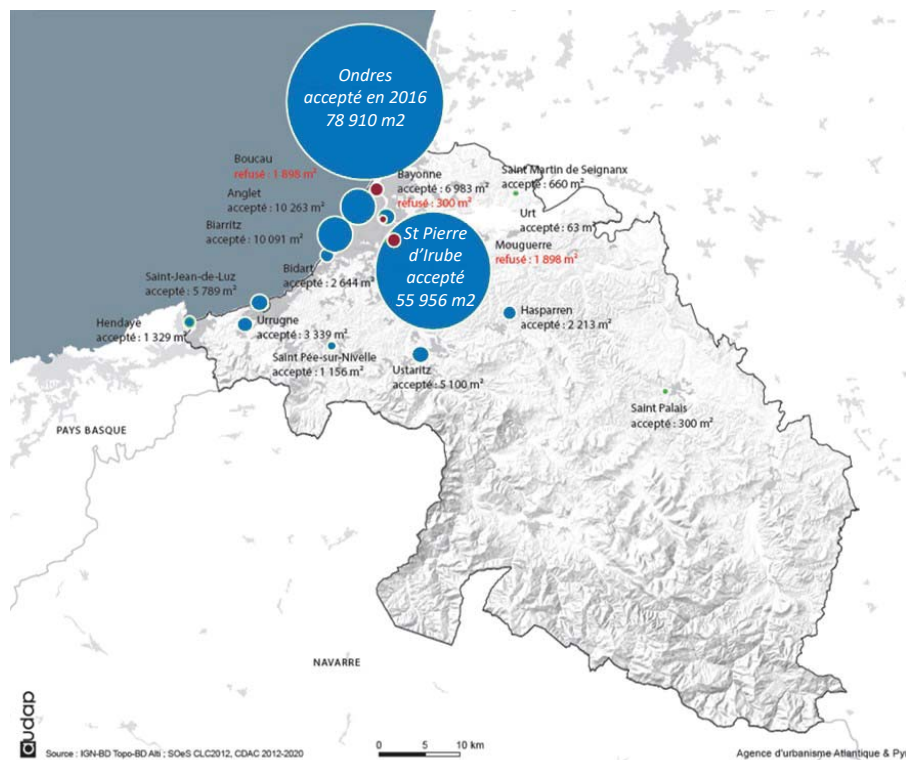 Ondres
accepté en 2016
78 910 m2
Boucau
refusé : 1 898 m²
Bayonne
accepté : 6 983 m²
refusé : 300 m²
Saint Martin de Seignanx
accepté : 660 m²
Anglet
accepté : 10 263 m²
Urt
accepté : 63 m²
Biarritz
accepté : 10 091 m²
St Pierre
d'Irube
accepté
55 956 m2
Mouguerre
refusé : 1 898 m²
Bidart
accepté : 2 644 m²
Saint-Jean-de-Luz
accepté : 5 789 m²
Hendaye
accepté : 1 329 m²
Urrugne
accepté : 3 339 m²
Hasparren
accepté : 2 213 m²
Saint Pée-sur-Nivelle
accepté : 1 156 m²
Ustaritz
accepté : 5 100 m²
Saint Palais
accepté : 300 m²
PAYS BASQUE
NAVARRE
audap
Source : IGN-BD Topo-BD Alti ; SOeS CLC2012, CDAC 2012-2020
0 5 10 km
Agence d'urbanisme Atlantique & Py